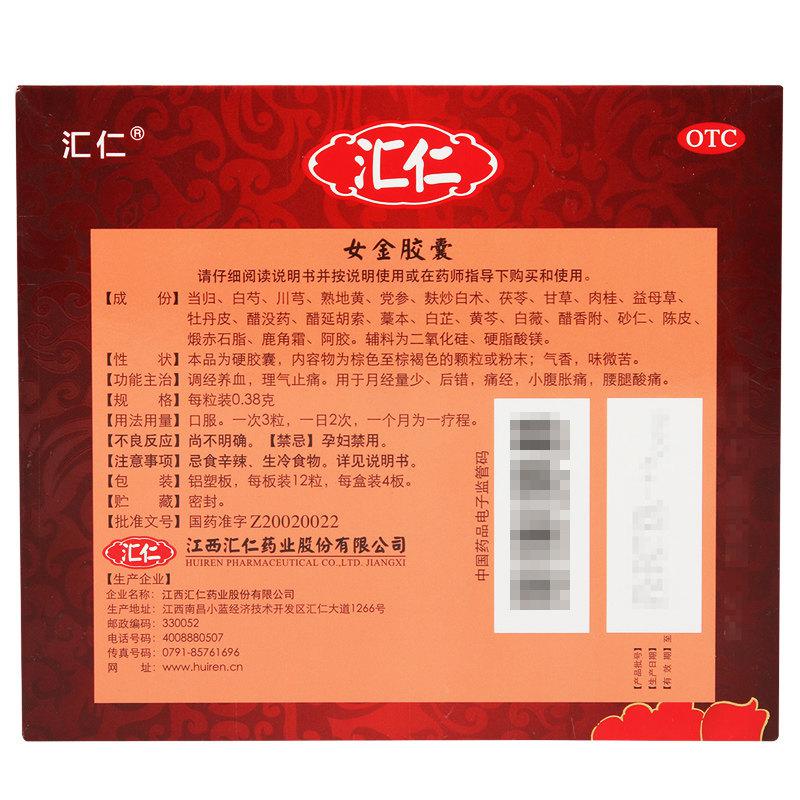 汇仁®
汇仁
OTC
女金胶囊
请仔细阅读说明书并按说明使用或在药师指导下购买和使用。
【成　份】当归、白芍、川芎、熟地黄、党参、麸炒白术、茯苓、甘草、肉桂、益母草、
牡丹皮、醋没药、醋延胡索、藁本、白芷、黄芩、白薇、醋香附、砂仁、陈皮、
煅赤石脂、鹿角霜、阿胶。辅料为二氧化硅、硬脂酸镁。
【性　状】本品为硬胶囊，内容物为棕色至棕褐色的颗粒或粉末；气香，味微苦。
【功能主治】调经养血，理气止痛。用于月经量少、后错，痛经，小腹胀痛，腰腿酸痛。
【规　格】每粒装0.38克
【用法用量】口服。一次3粒，一日2次，一个月为一疗程。
【不良反应】尚不明确。【禁忌】孕妇禁用。
【注意事项】忌食辛辣、生冷食物。详见说明书。
【包　装】铝塑板，每板装12粒，每盒装4板。
【贮　藏】密封。
【批准文号】国药准字Z20020022
汇仁
江西汇仁药业股份有限公司
HUIREN PHARMACEUTICAL CO.,LTD. JIANGXI
【生产企业】
企业名称：江西汇仁药业股份有限公司
生产地址：江西南昌小蓝经济技术开发区汇仁大道1266号
邮政编码：330052
电话号码：4008880507
传真号码：0791-85761696
网　址：www.huiren.cn
中国药品电子监管码
【产品批号】
【生产日期】
【有 效 期】至